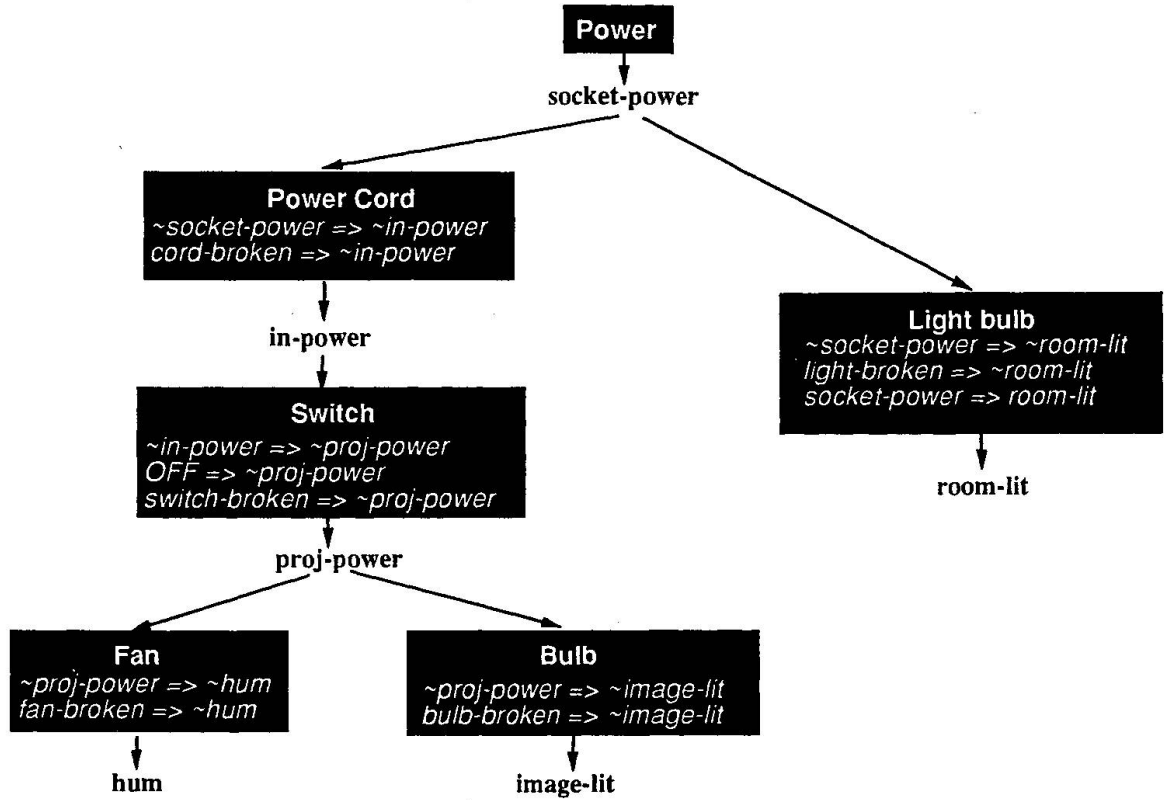 Power
socket-power
Power Cord
~socket-power => ~in-power
cord-broken => ~in-power
in-power
Light bulb
~socket-power => ~room-lit
light-broken => ~room-lit
socket-power => room-lit
room-lit
Switch
~in-power => ~proj-power
OFF => ~proj-power
switch-broken => ~proj-power
proj-power
Fan
~proj-power => ~hum
fan-broken => ~hum
hum
Bulb
~proj-power => ~image-lit
bulb-broken => ~image-lit
image-lit